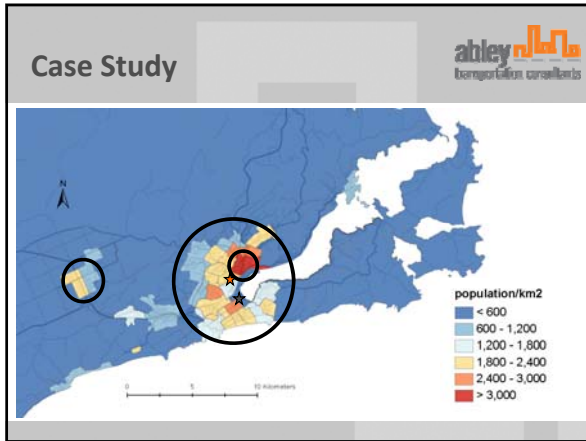 Case Study
abley
transportation consultants
N
population/km2
< 600
600 - 1,200
1,200 - 1,800
1,800 - 2,400
2,400 - 3,000
> 3,000
0 5 10 Kilometers